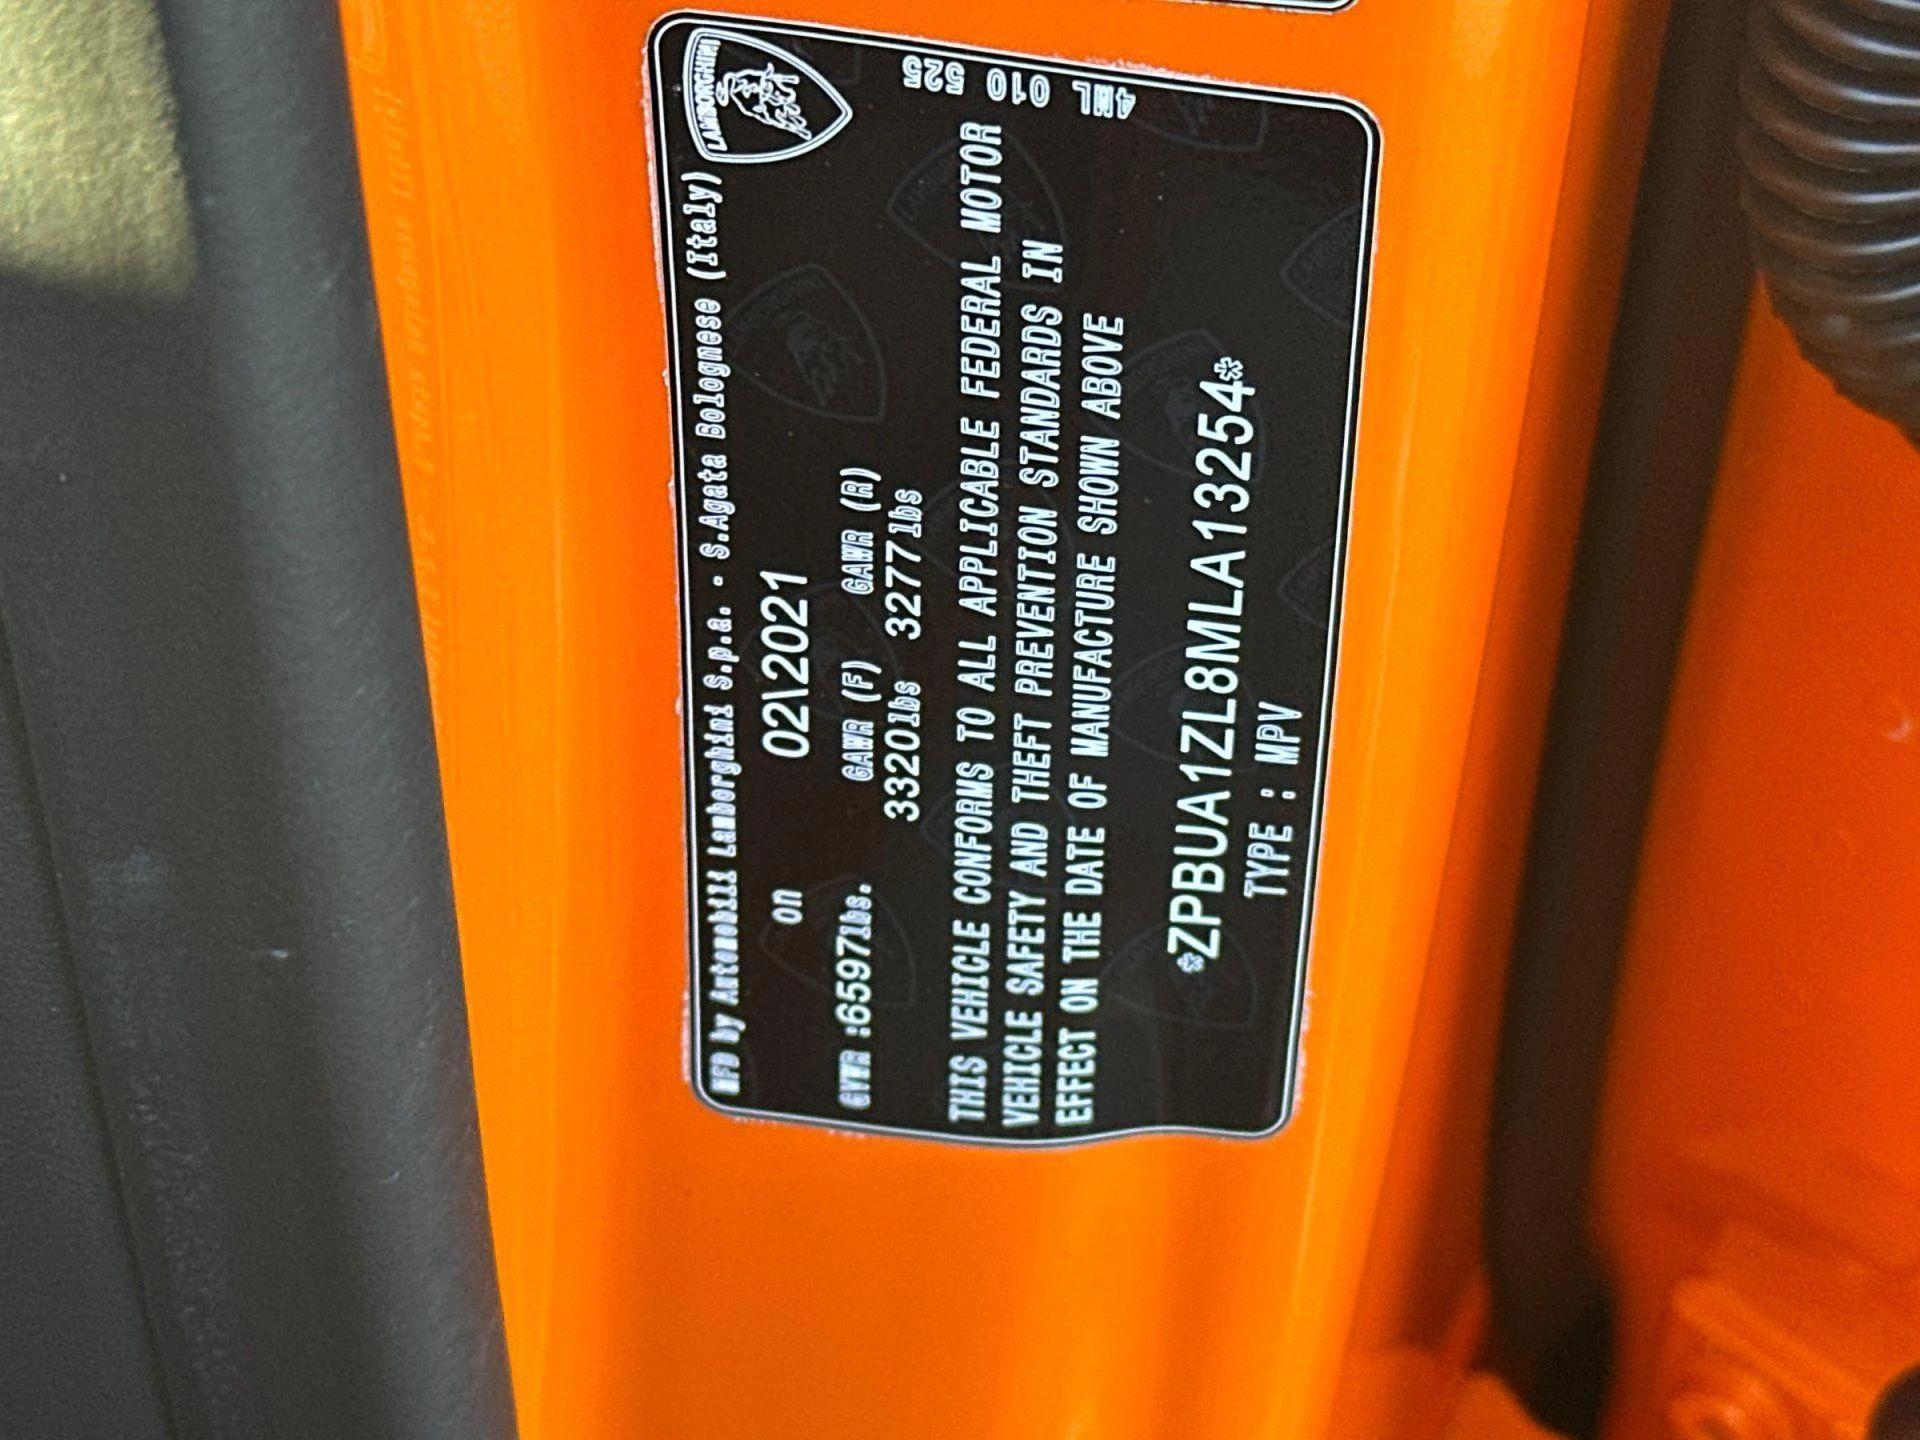 LAMBORGHINI
MFD by Automobili Lamborghini S.p.a. - S.Agata Bolognese (Italy)
on 02\2021
GVWR :6597lbs. GAWR (F) GAWR (R)
3320lbs 3277lbs
THIS VEHICLE CONFORMS TO ALL APPLICABLE FEDERAL MOTOR
VEHICLE SAFETY AND THEFT PREVENTION STANDARDS IN
EFFECT ON THE DATE OF MANUFACTURE SHOWN ABOVE
*ZPBUA1ZL8MLA13254*
TYPE : MPV
4ML 010 525